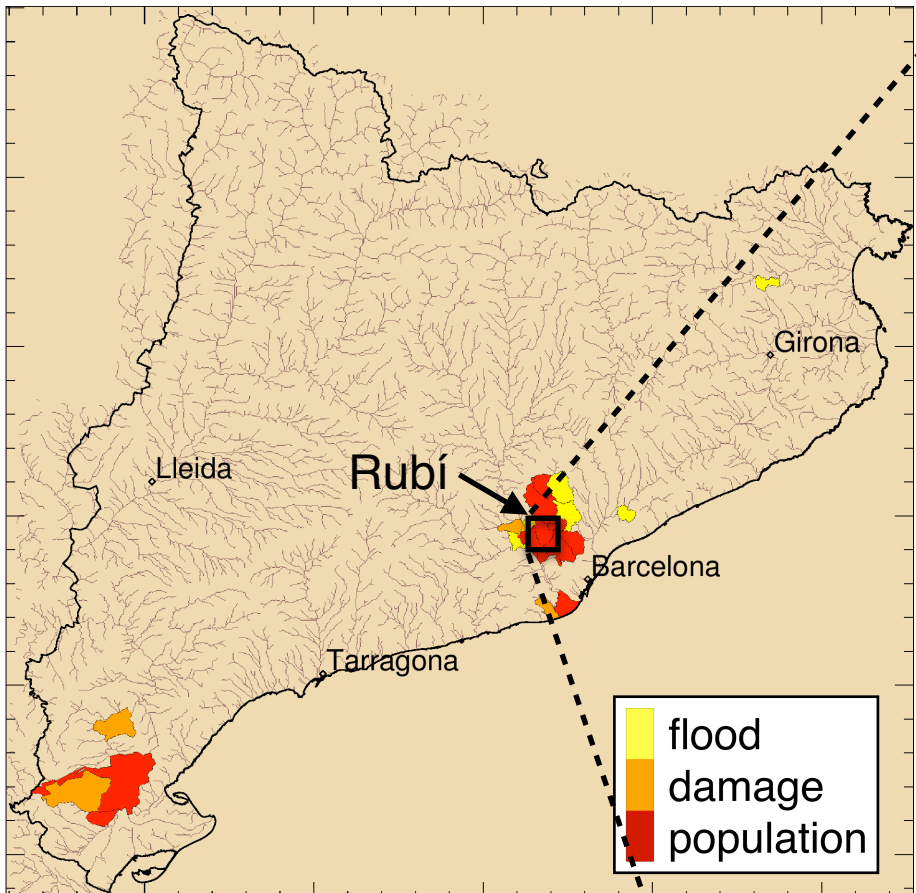 Girona
Lleida
Rubí
Barcelona
Tarragona
flood
damage
population